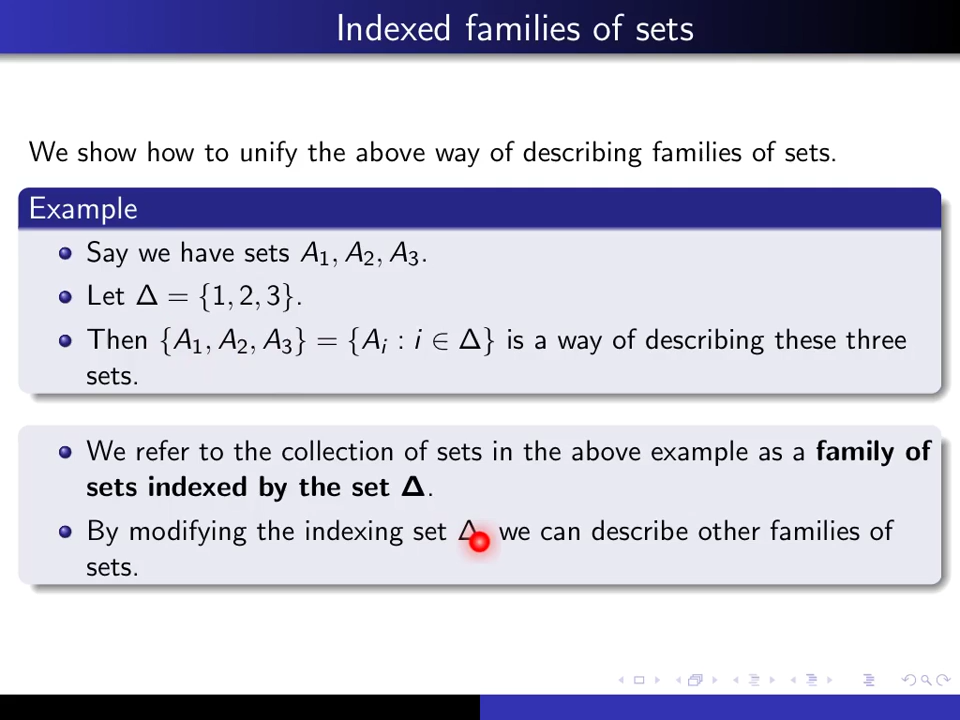 Indexed families of sets
We show how to unify the above way of describing families of sets.
Example
Say we have sets A₁, A₂, A₃.
Let Δ = {1, 2, 3}.
Then {A₁, A₂, A₃} = {Aᵢ : i ∈ Δ} is a way of describing these three
sets.
We refer to the collection of sets in the above example as a family of
sets indexed by the set Δ.
By modifying the indexing set Δ we can describe other families of
sets.